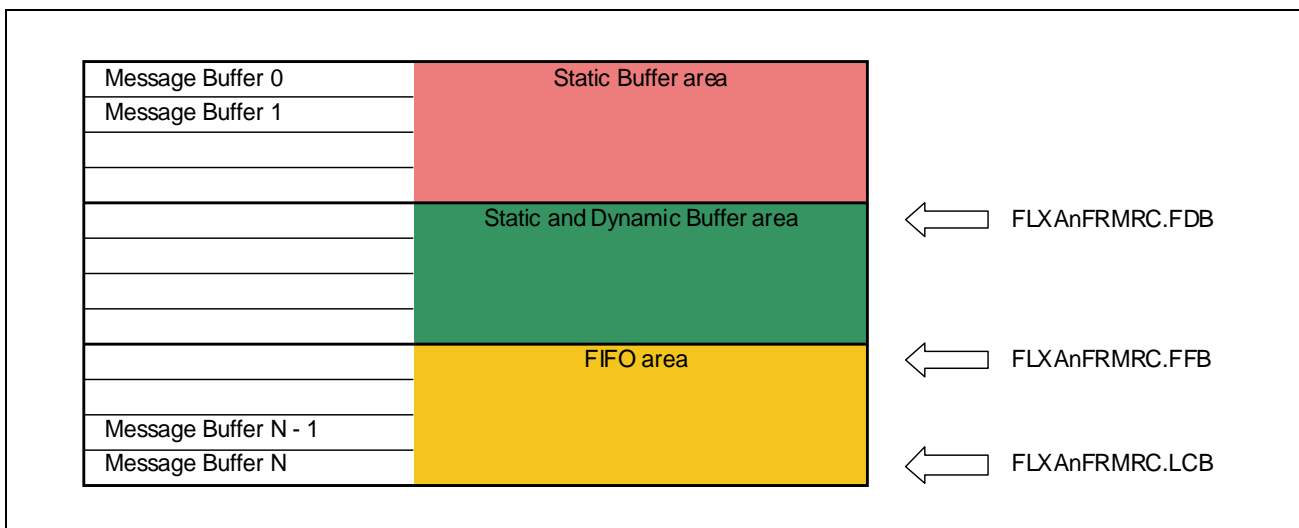 Message Buffer 0
Static Buffer area
Message Buffer 1
Static and Dynamic Buffer area
FLXAnFRMRC.FDB
FIFO area
FLXAnFRMRC.FFB
Message Buffer N - 1
Message Buffer N
FLXAnFRMRC.LCB